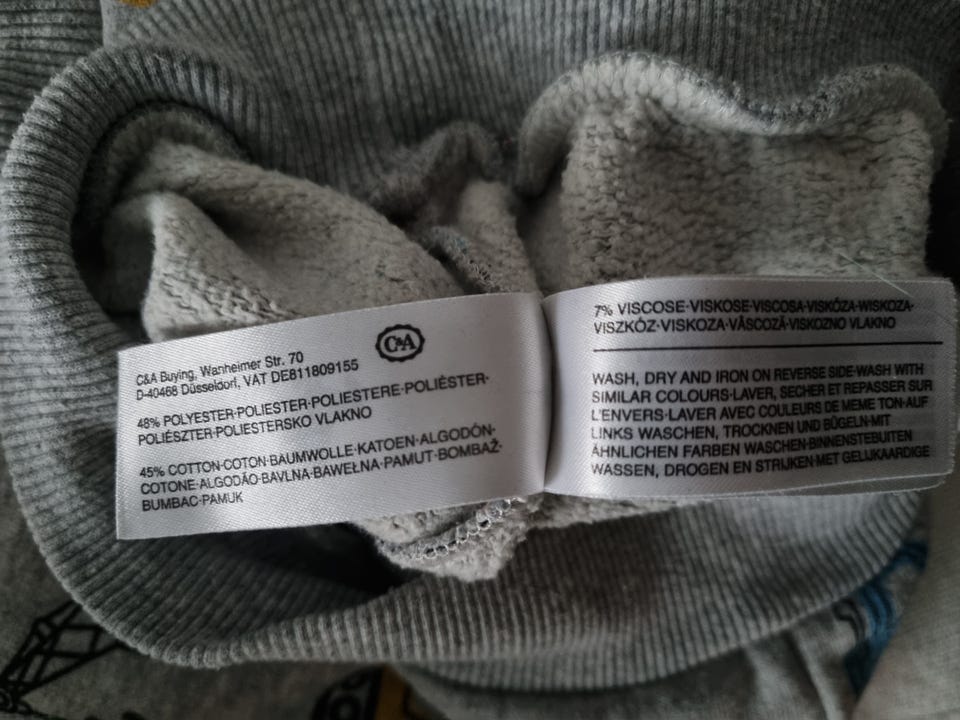 C&A
C&A Buying, Wanheimer Str. 70
D-40468 Düsseldorf, VAT DE811809155
48% POLYESTER·POLIESTER·POLIESTERE·POLIÉSTER·
POLIÉSZTER·POLIESTERSKO VLAKNO
45% COTTON·COTON·BAUMWOLLE·KATOEN·ALGODÓN·
COTONE·ALGODÃO·BAVLNA·BAWEŁNA·PAMUT·BOMBAŽ·
BUMBAC·PAMUK
7% VISCOSE·VISKOSE·VISCOSA·VISKÓZA·WISKOZA·
VISZKÓZ·VISKOZA·VÂSCOZĂ·VISKOZNO VLAKNO
WASH, DRY AND IRON ON REVERSE SIDE·WASH WITH
SIMILAR COLOURS·LAVER, SECHER ET REPASSER SUR
L'ENVERS·LAVER AVEC COULEURS DE MEME TON·AUF
LINKS WASCHEN, TROCKNEN UND BÜGELN·MIT
ÄHNLICHEN FARBEN WASCHEN·BINNENSTEBUITEN
WASSEN, DROGEN EN STRIJKEN·MET GELIJKAARDIGE